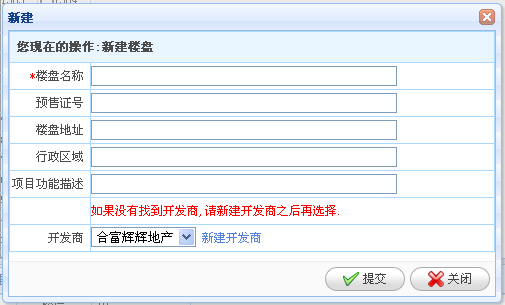 新建
您现在的操作:新建楼盘
*楼盘名称
预售证号
楼盘地址
行政区域
项目功能描述
如果没有找到开发商,请新建开发商之后再选择.
开发商 合富辉辉地产 新建开发商
提交 关闭